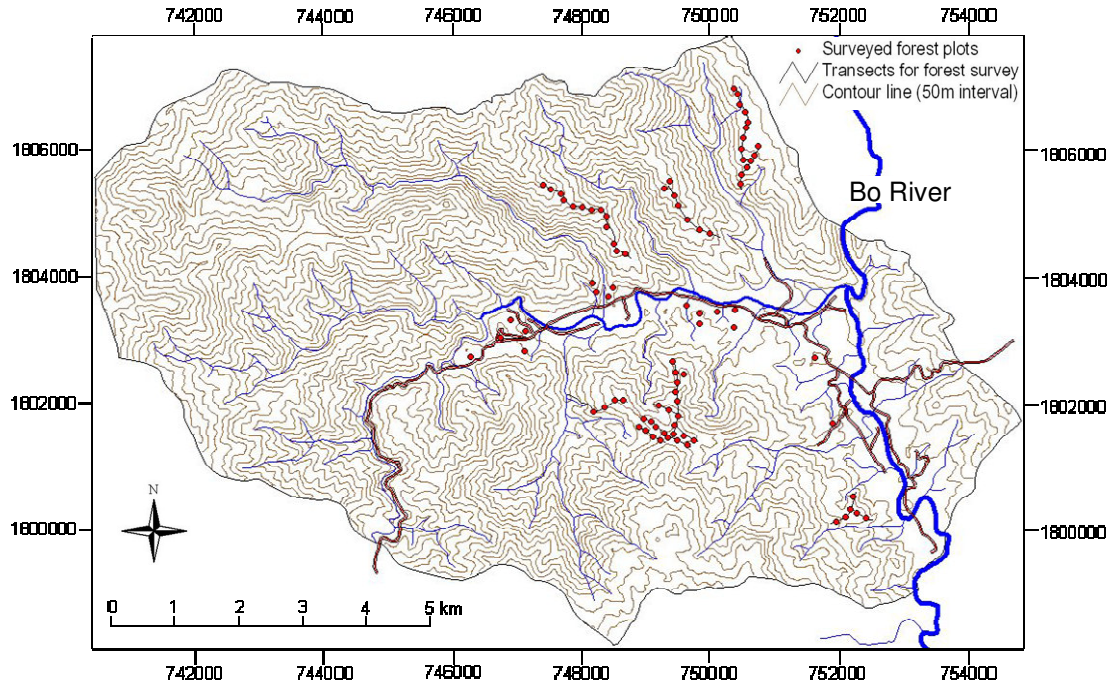 742000 744000 746000 748000 750000 752000 754000
Surveyed forest plots
Transects for forest survey
Contour line (50m interval)
1806000 1806000
Bo River
1804000 1804000
1802000 1802000
N
1800000 1800000
0 1 2 3 4 5 km
742000 744000 746000 748000 750000 752000 754000